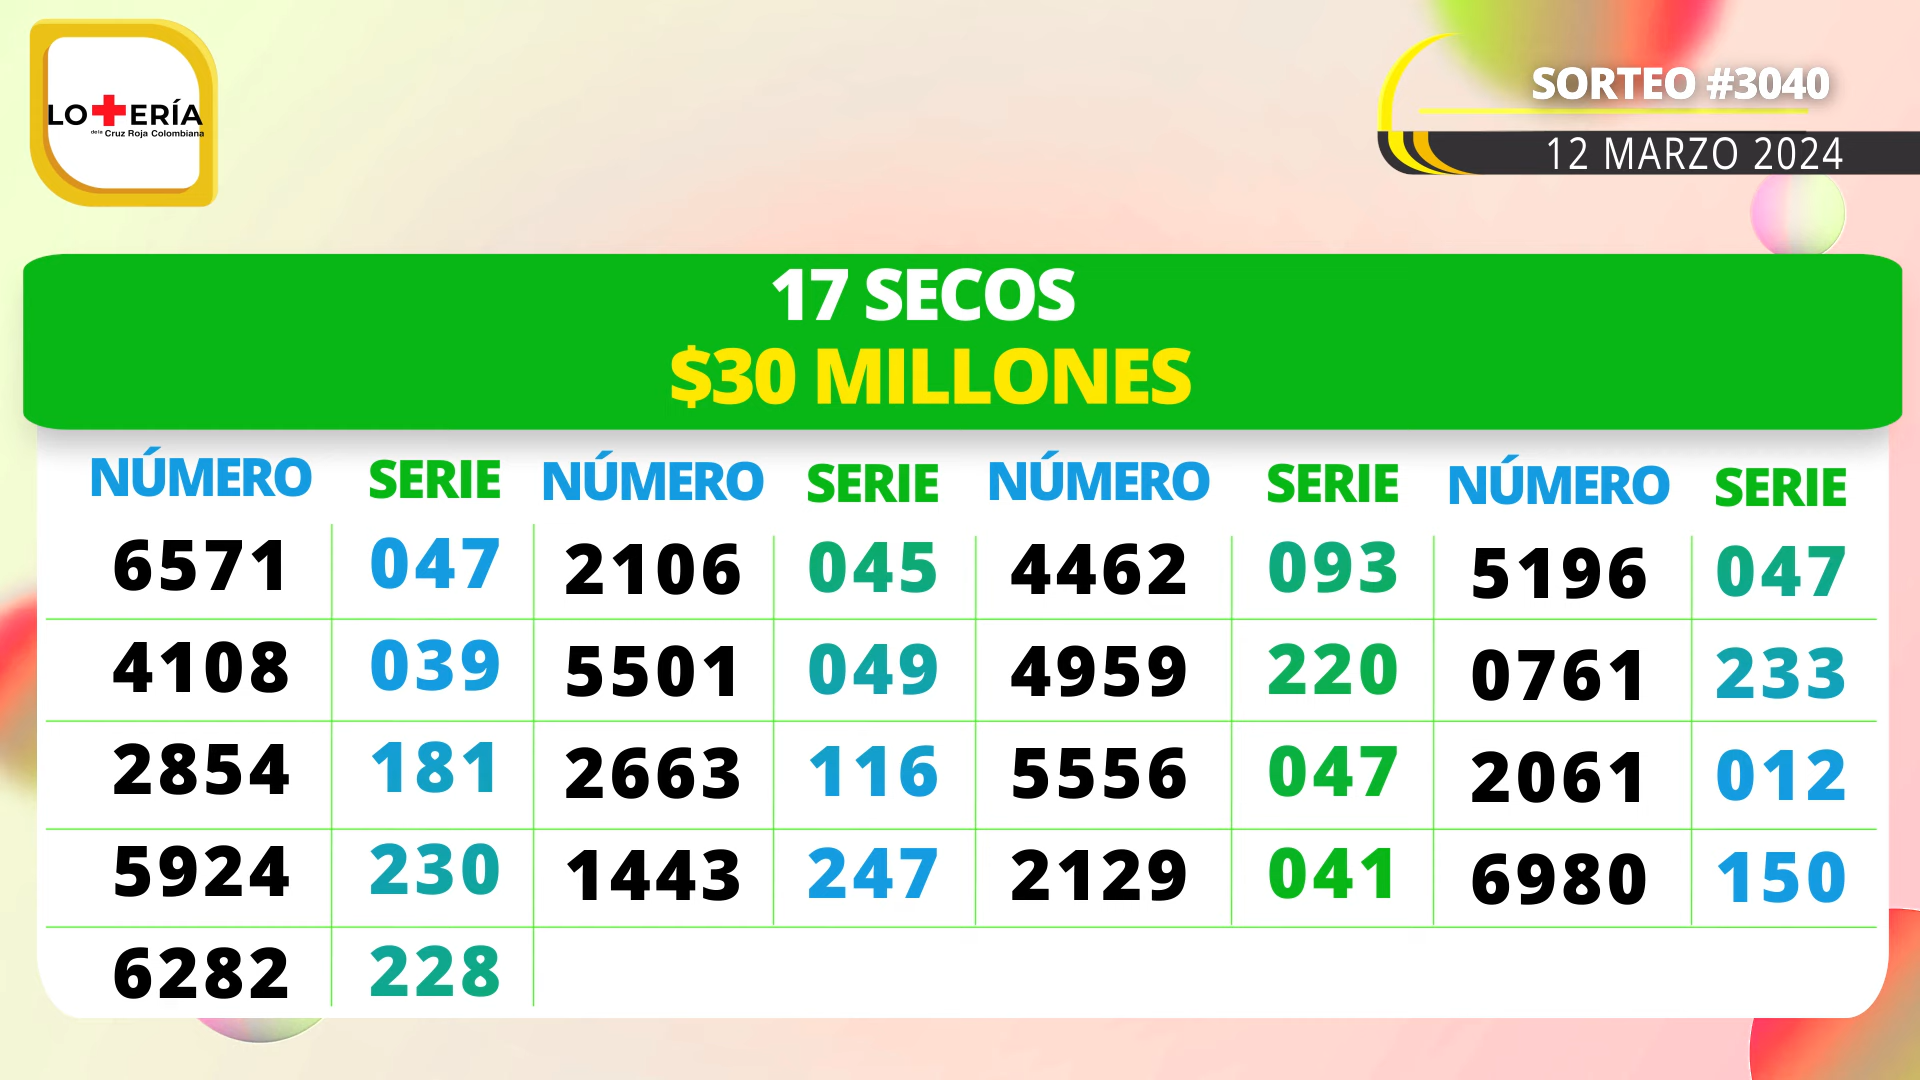 LOTERÍA
de la Cruz Roja Colombiana
SORTEO #3040
12 MARZO 2024
17 SECOS
$30 MILLONES
NÚMERO SERIE NÚMERO SERIE NÚMERO SERIE NÚMERO SERIE
6571 047 2106 045 4462 093 5196 047
4108 039 5501 049 4959 220 0761 233
2854 181 2663 116 5556 047 2061 012
5924 230 1443 247 2129 041 6980 150
6282 228